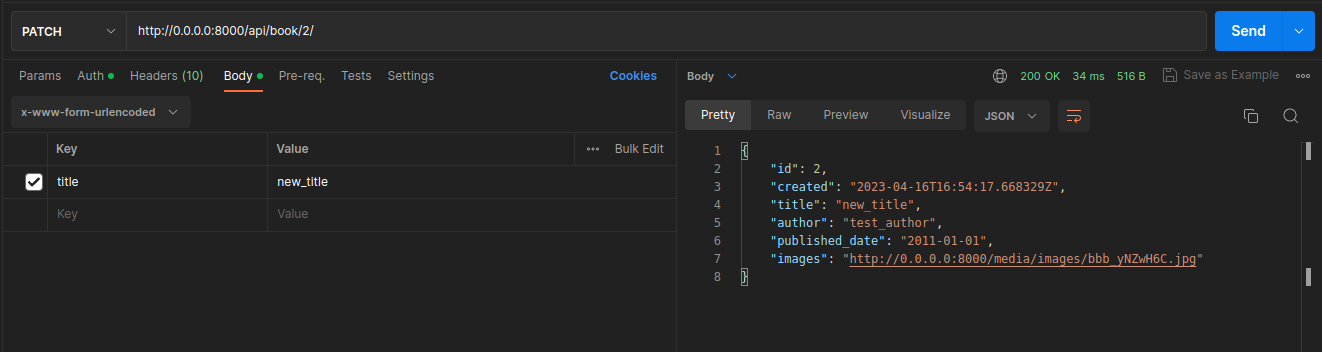 PATCH http://0.0.0.0:8000/api/book/2/ Send
Params Auth Headers (10) Body Pre-req. Tests Settings Cookies
x-www-form-urlencoded
Key Value ••• Bulk Edit
title new_title
Key Value
Body 200 OK 34 ms 516 B Save as Example •••
Pretty Raw Preview Visualize JSON
1 {
2 "id": 2,
3 "created": "2023-04-16T16:54:17.668329Z",
4 "title": "new_title",
5 "author": "test_author",
6 "published_date": "2011-01-01",
7 "images": "http://0.0.0.0:8000/media/images/bbb_yNZwH6C.jpg"
8 }